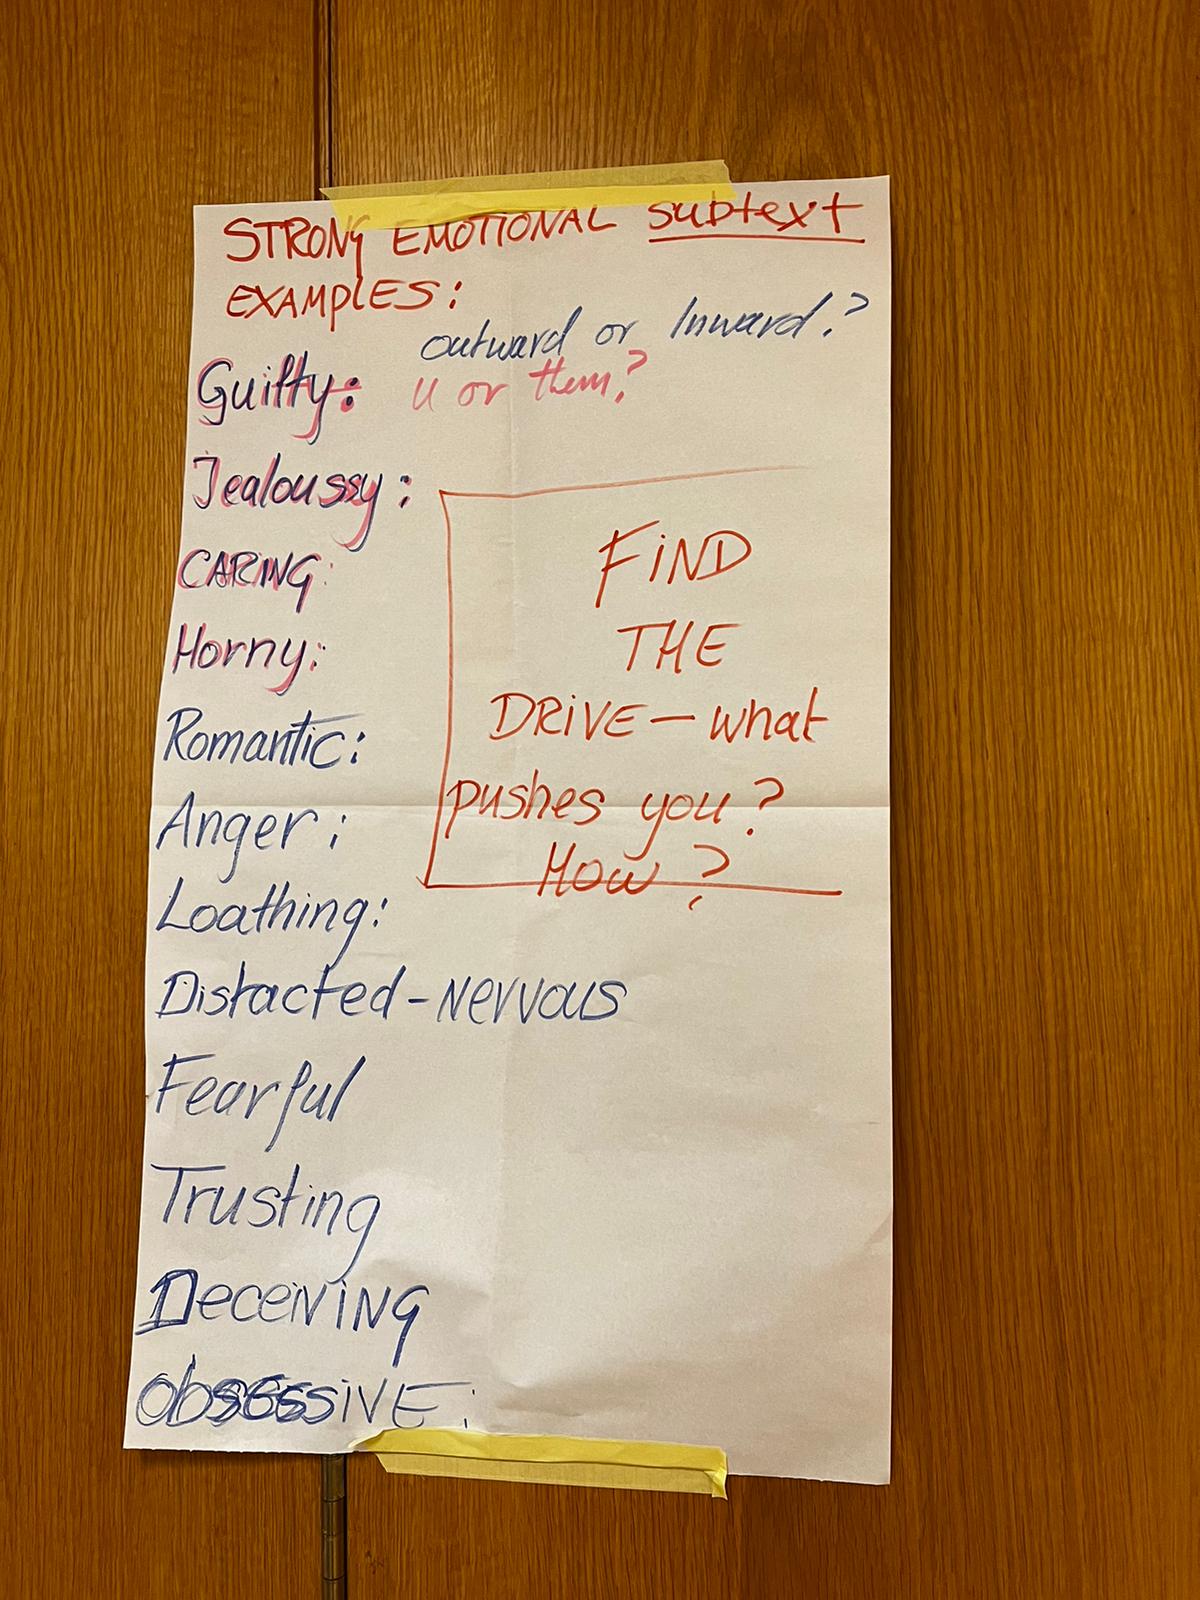 STRONG EMOTIONAL subtext
EXAMPLES:
outward or Inward?
Guilty: u or them?
Jealoussy:
CARING:
Horny:
Romantic:
Anger:
Loathing:
Distacted - Nervous
Fearful
Trusting
Deceiving
obsessive:
FIND
THE
DRIVE — what
pushes you?
How?